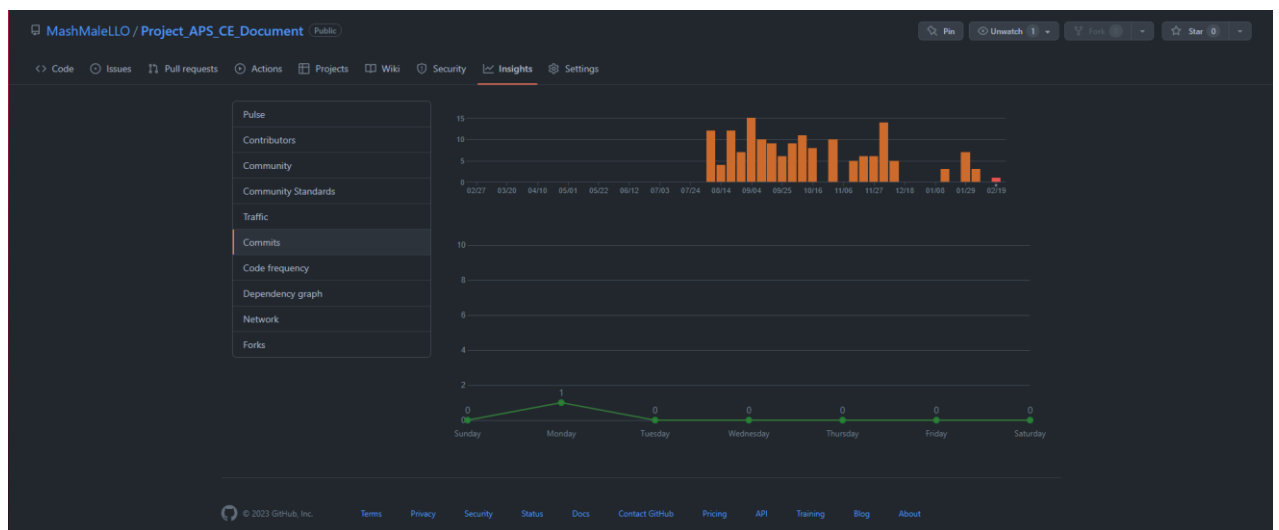 MashMaleLLO / Project_APS_CE_Document Public
Pin Unwatch 1 Fork 0 Star 0
Code Issues Pull requests Actions Projects Wiki Security Insights Settings
Pulse
Contributors
Community
Community Standards
Traffic
Commits
Code frequency
Dependency graph
Network
Forks
15
10
5
0
02/27 03/20 04/10 05/01 05/22 06/12 07/03 07/24 08/14 09/04 09/25 10/16 11/06 11/27 12/18 01/08 01/29 02/19
10
8
6
4
2
0
0 1 0 0 0 0 0
Sunday Monday Tuesday Wednesday Thursday Friday Saturday
© 2023 GitHub, Inc. Terms Privacy Security Status Docs Contact GitHub Pricing API Training Blog About